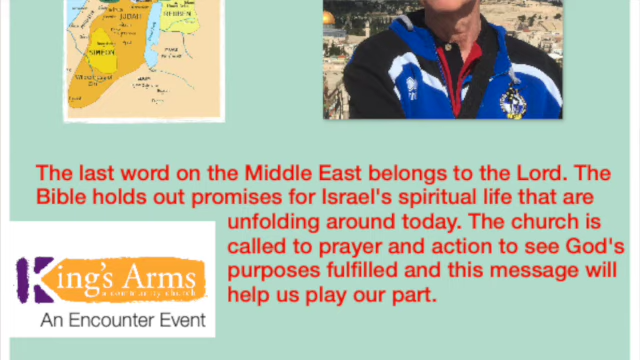 JUDAH
SIMEON
REUBEN
The last word on the Middle East belongs to the Lord. The
Bible holds out promises for Israel's spiritual life that are
unfolding around today. The church is
called to prayer and action to see God's
purposes fulfilled and this message will
help us play our part.
King's Arms
a community church
An Encounter Event